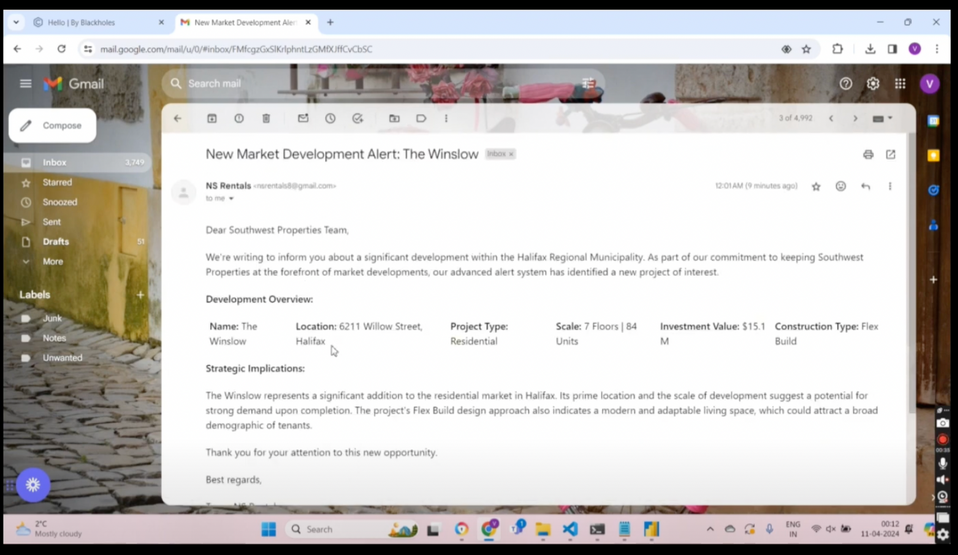 Hello | By Blackholes
New Market Development Aler
mail.google.com/mail/u/0/#inbox/FMfcgzGxSlKrlphntLzGMfXJffCvCbSC
V
Gmail
Search mail
V
Compose
3 of 4,992
Inbox 3,749
Starred
Snoozed
Sent
Drafts 51
More
Labels
Junk
Notes
Unwanted
New Market Development Alert: The Winslow Inbox x
NS Rentals <nsrentals8@gmail.com> 12:01 AM (9 minutes ago)
to me
Dear Southwest Properties Team,
We're writing to inform you about a significant development within the Halifax Regional Municipality. As part of our commitment to keeping Southwest
Properties at the forefront of market developments, our advanced alert system has identified a new project of interest.
Development Overview:
Name: The Location: 6211 Willow Street, Project Type: Scale: 7 Floors | 84 Investment Value: $15.1 Construction Type: Flex
Winslow Halifax Residential Units M Build
Strategic Implications:
The Winslow represents a significant addition to the residential market in Halifax. Its prime location and the scale of development suggest a potential for
strong demand upon completion. The project's Flex Build design approach also indicates a modern and adaptable living space, which could attract a broad
demographic of tenants.
Thank you for your attention to this new opportunity.
Best regards,
2°C
Mostly cloudy
Search
ENG
IN
00:12
11-04-2024